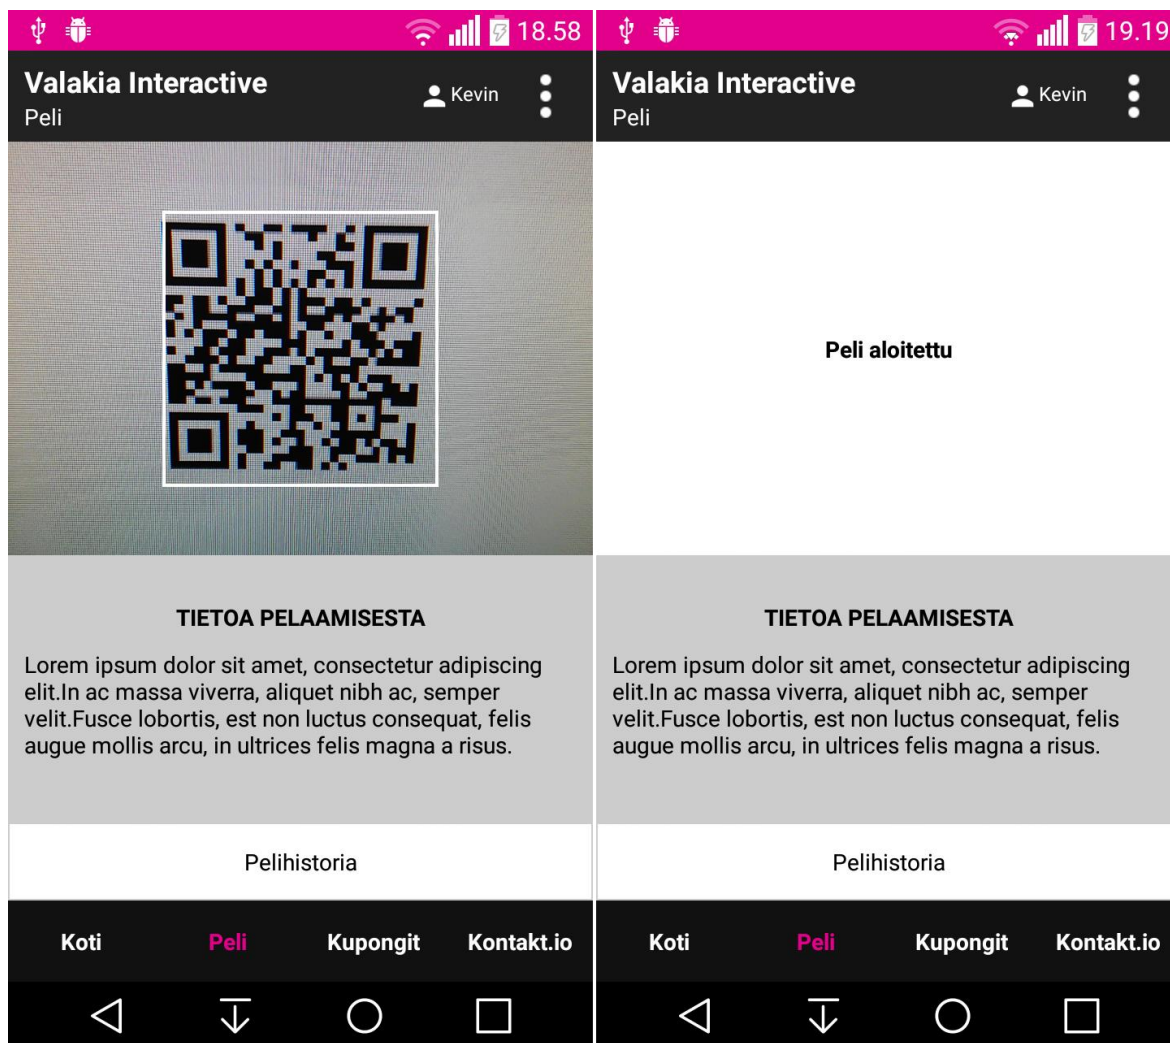 18.58
Valakia Interactive
Kevin
Peli
TIETOA PELAAMISESTA
Lorem ipsum dolor sit amet, consectetur adipiscing
elit.In ac massa viverra, aliquet nibh ac, semper
velit.Fusce lobortis, est non luctus consequat, felis
augue mollis arcu, in ultrices felis magna a risus.
Pelihistoria
Koti Peli Kupongit Kontakt.io
19.19
Valakia Interactive
Kevin
Peli
Peli aloitettu
TIETOA PELAAMISESTA
Lorem ipsum dolor sit amet, consectetur adipiscing
elit.In ac massa viverra, aliquet nibh ac, semper
velit.Fusce lobortis, est non luctus consequat, felis
augue mollis arcu, in ultrices felis magna a risus.
Pelihistoria
Koti Peli Kupongit Kontakt.io